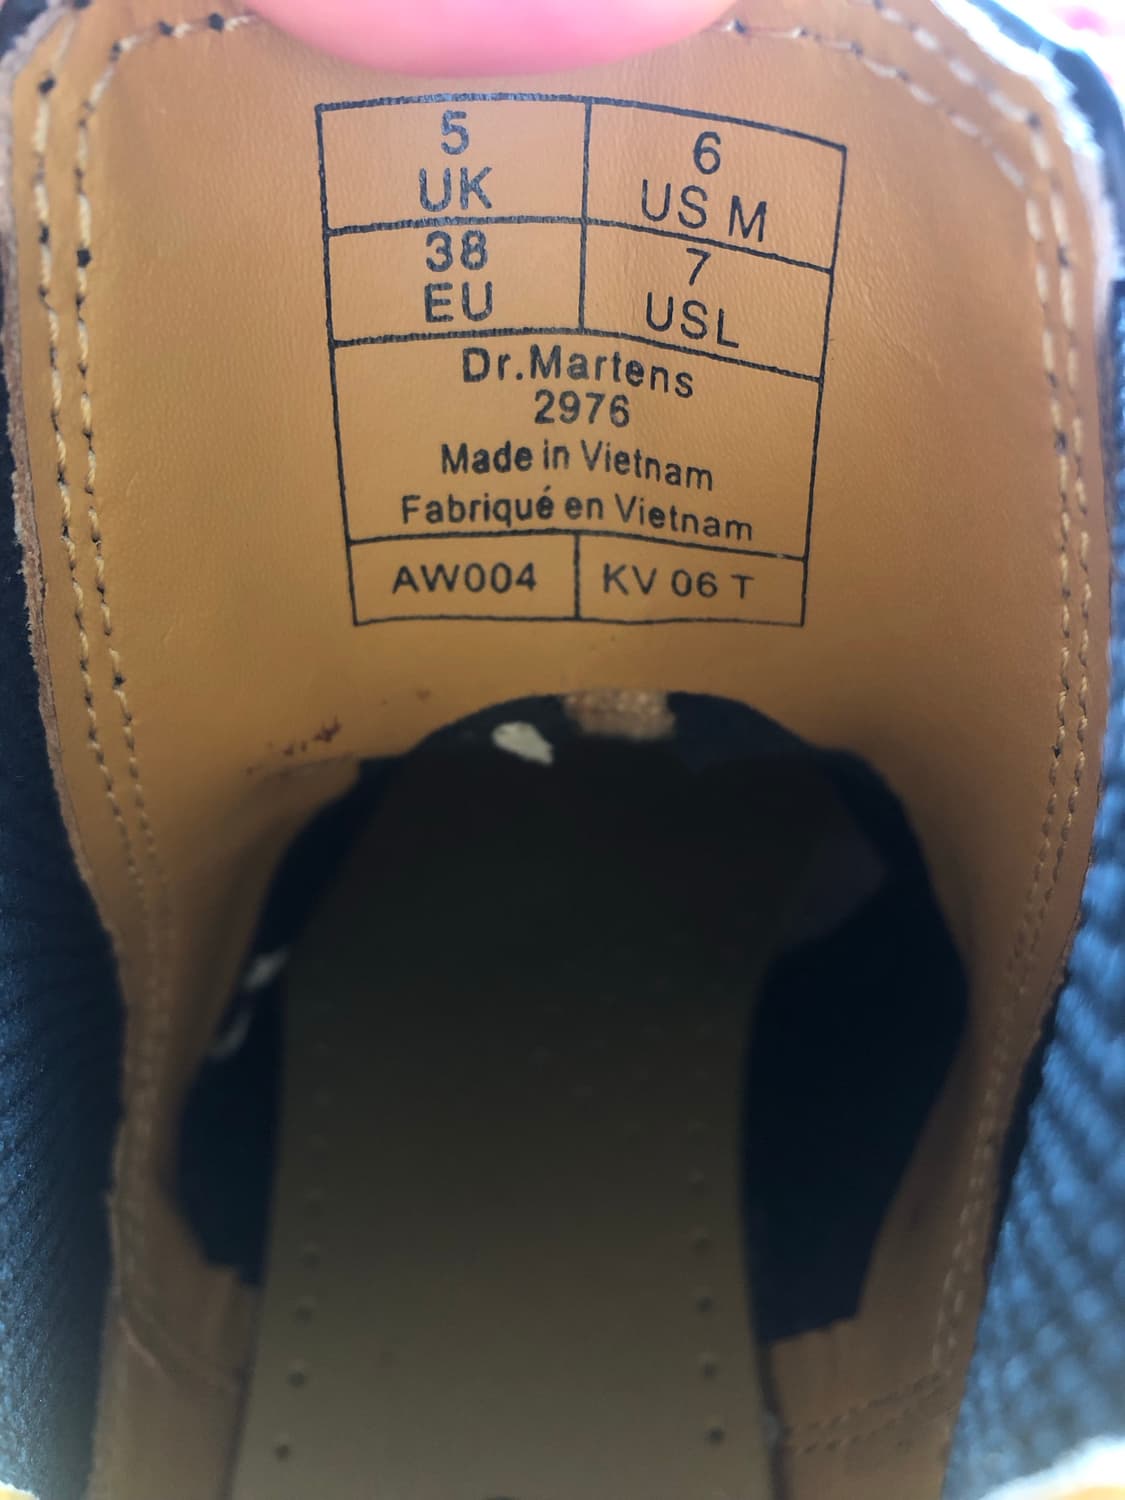 5
UK
6
US M
38
EU
7
USL
Dr.Martens
2976
Made in Vietnam
Fabriqué en Vietnam
AW004
KV 06 T